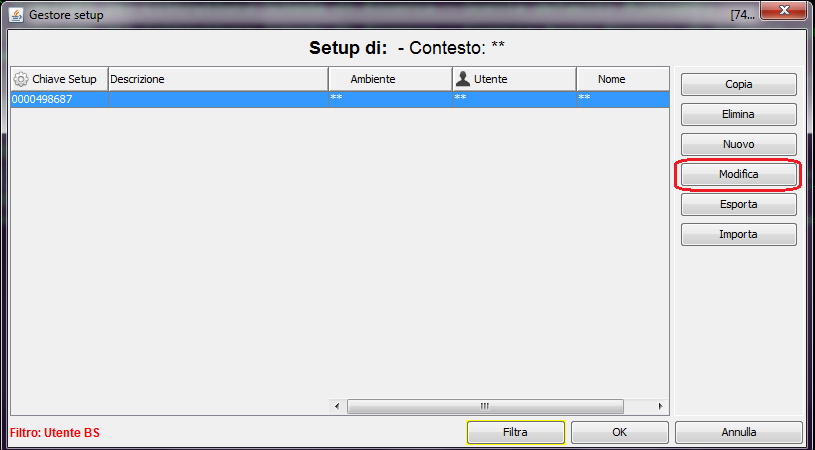 Gestore setup [74...
Setup di: - Contesto: **
Chiave Setup Descrizione Ambiente Utente Nome
0000498687 ** ** **
Copia
Elimina
Nuovo
Modifica
Esporta
Importa
Filtro: Utente BS Filtra OK Annulla